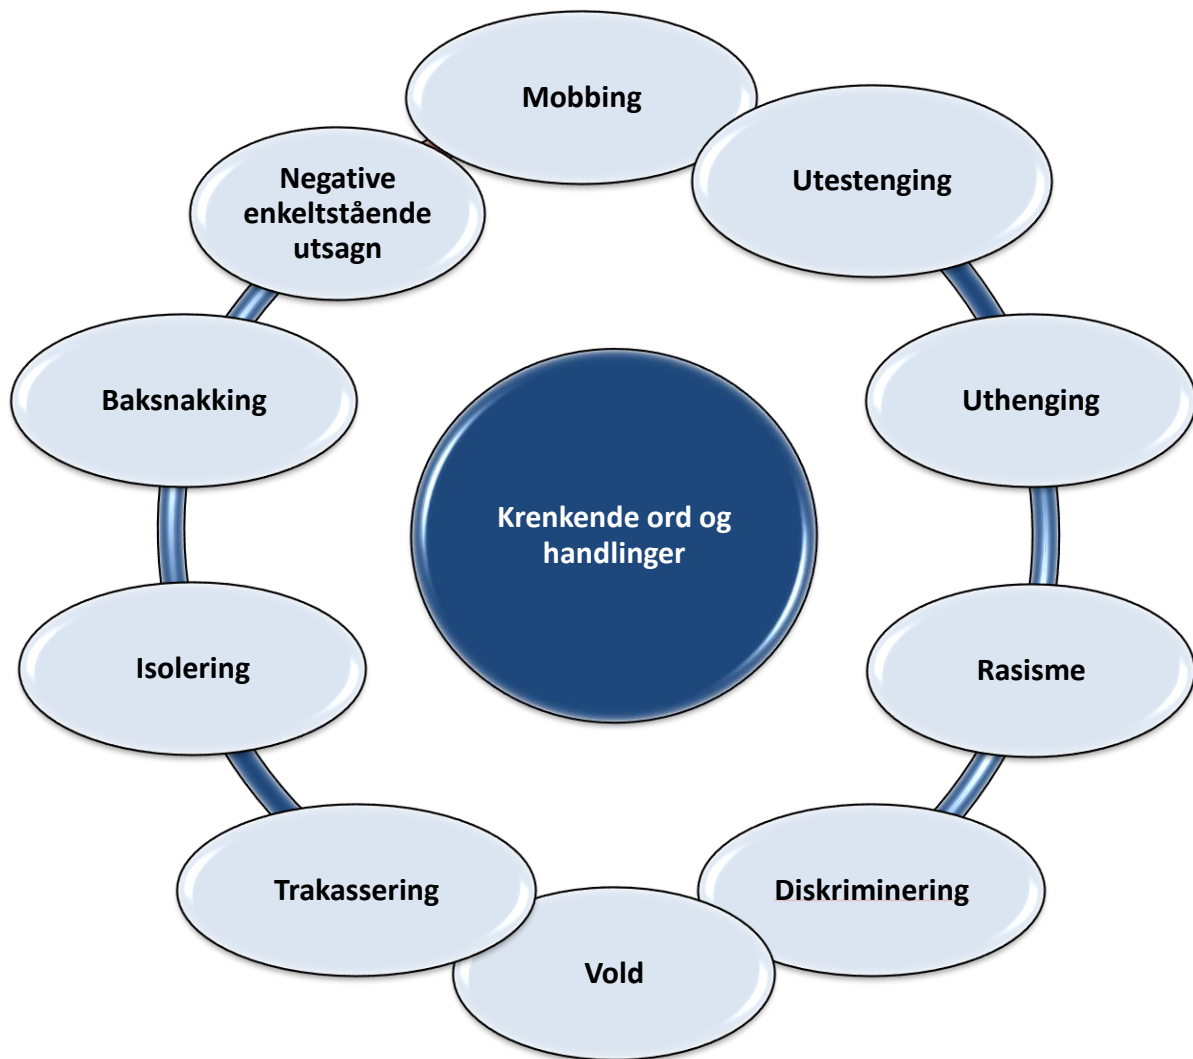 Mobbing
Utestenging
Negative
enkeltstående
utsagn
Baksnakking
Uthenging
Krenkende ord og
handlinger
Isolering
Rasisme
Trakassering
Diskriminering
Vold